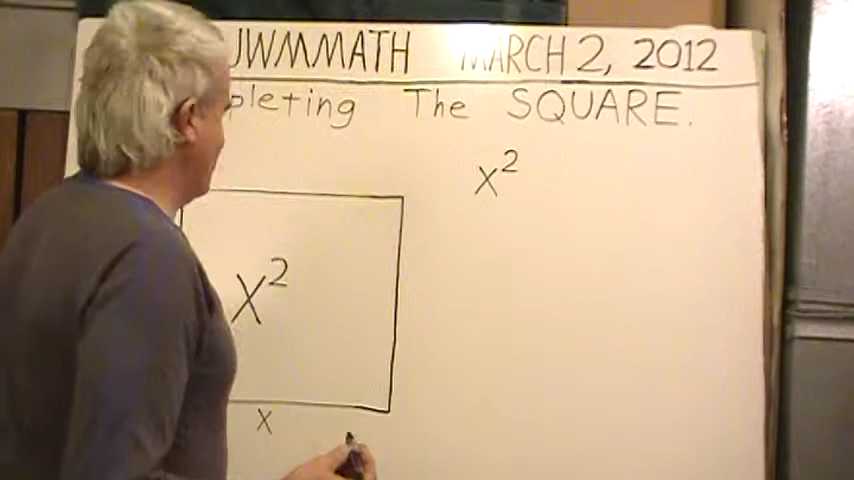 JWMMATH MARCH 2, 2012
pleting The SQUARE.
x²
X²
x